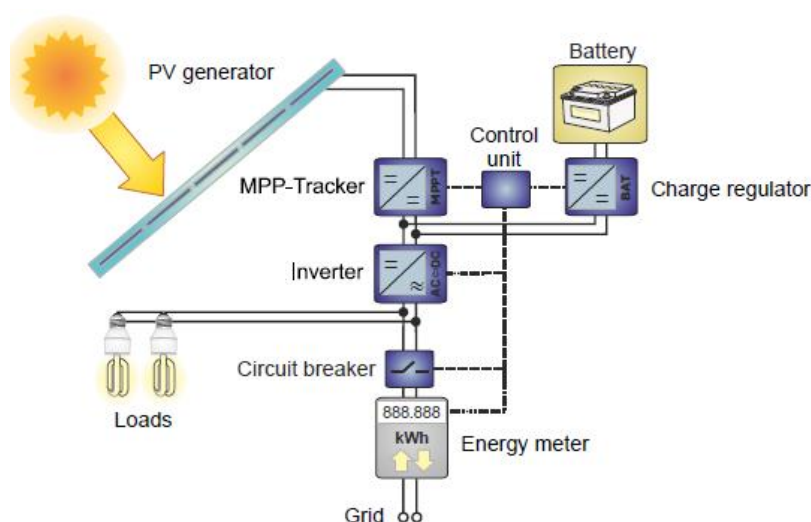 Battery
PV generator
Control
unit
MPP-Tracker
MPPT
BAT
Charge regulator
Inverter
AC⇔DC
Circuit breaker
Loads
888.888
kWh
Energy meter
Grid